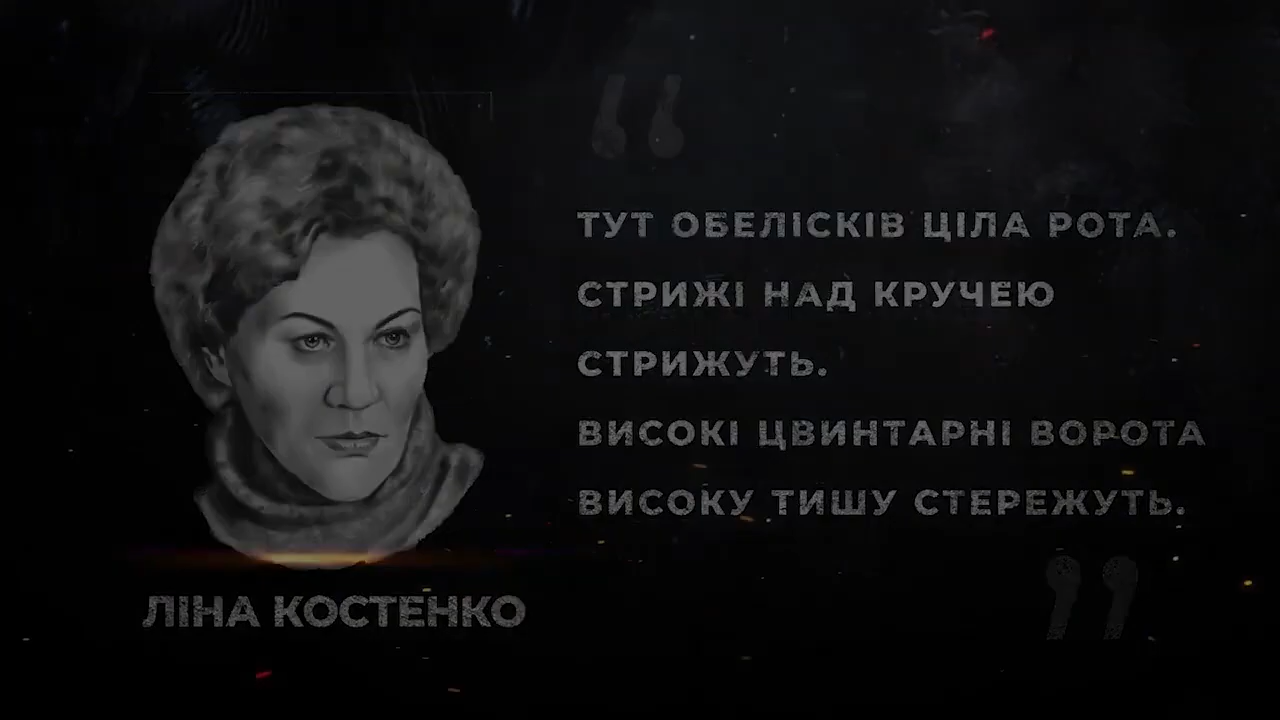 ТУТ ОБЕЛІСКІВ ЦІЛА РОТА.
СТРИЖІ НАД КРУЧЕЮ
СТРИЖУТЬ.
ВИСОКІ ЦВИНТАРНІ ВОРОТА
ВИСОКУ ТИШУ СТЕРЕЖУТЬ.
ЛІНА КОСТЕНКО